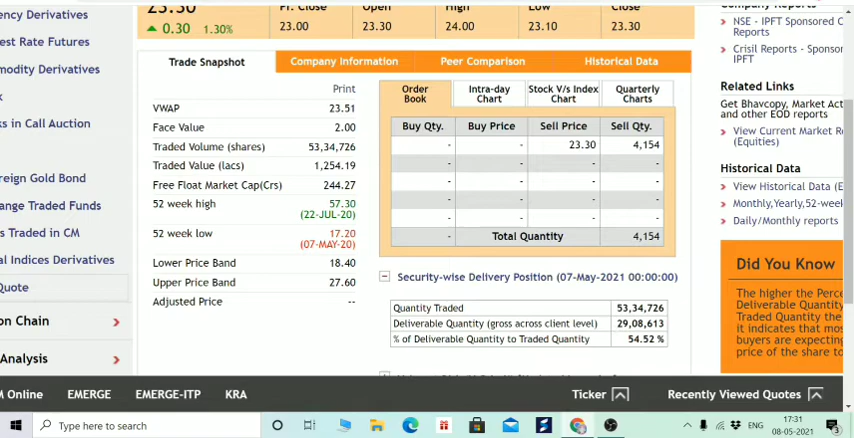 ency Derivatives
est Rate Futures
modity Derivatives
ks in Call Auction
reign Gold Bond
ange Traded Funds
s Traded in CM
al Indices Derivatives
Quote
on Chain
Analysis
23.30
0.30 1.30%
Pr. Close Open High Low Close
23.00 23.30 24.00 23.10 23.30
Trade Snapshot Company Information Peer Comparison Historical Data
Print
VWAP 23.51
Face Value 2.00
Traded Volume (shares) 53,34,726
Traded Value (lacs) 1,254.19
Free Float Market Cap(Crs) 244.27
52 week high 57.30
(22-JUL-20)
52 week low 17.20
(07-MAY-20)
Lower Price Band 18.40
Upper Price Band 27.60
Adjusted Price --
Order Book Intra-day Chart Stock V/s Index Chart Quarterly Charts
Buy Qty. Buy Price Sell Price Sell Qty.
- - 23.30 4,154
- - - -
- - - -
- - - -
- - - -
- Total Quantity 4,154
Security-wise Delivery Position (07-May-2021 00:00:00)
Quantity Traded 53,34,726
Deliverable Quantity (gross across client level) 29,08,613
% of Deliverable Quantity to Traded Quantity 54.52 %
Company Reports
NSE - IPFT Sponsored C
Reports
Crisil Reports - Sponsor
IPFT
Related Links
Get Bhavcopy, Market Act
and other EOD reports
View Current Market Re
(Equities)
Historical Data
View Historical Data (E
Monthly,Yearly,52-week
Daily/Monthly reports
Did You Know
The higher the Perce
Deliverable Quantity
Traded Quantity the
it indicates that mos
buyers are expecting
price of the share to
M Online EMERGE EMERGE-ITP KRA Ticker Recently Viewed Quotes
Type here to search
ENG
17:31
08-05-2021
3